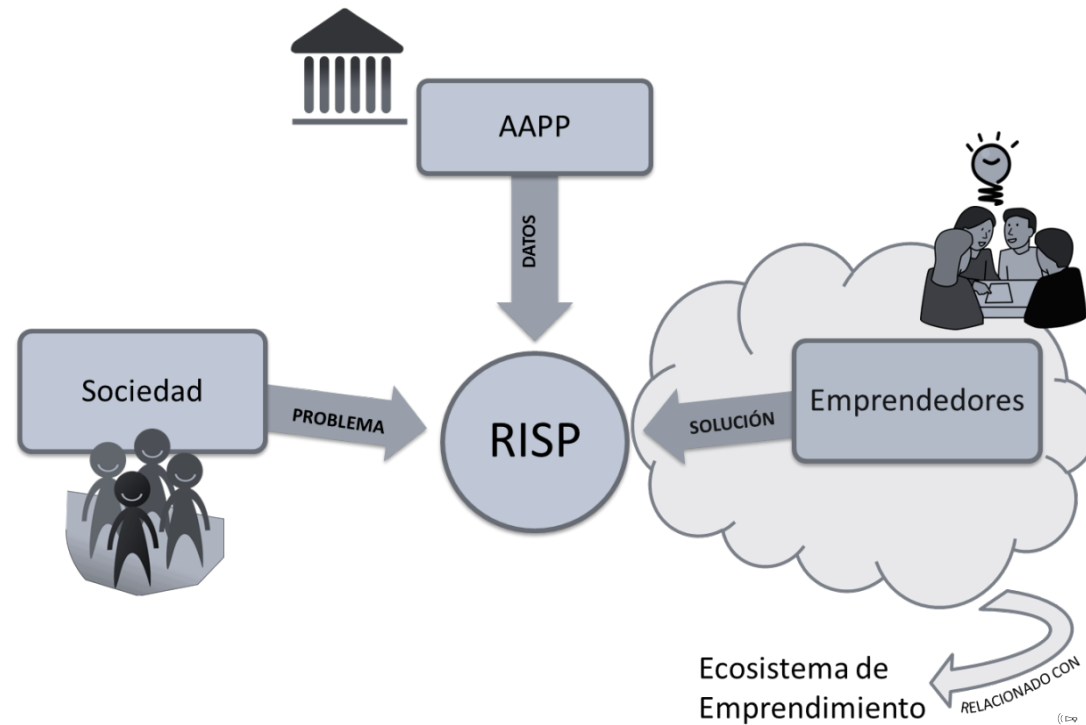 AAPP
DATOS
Sociedad
PROBLEMA
RISP
SOLUCIÓN
Emprendedores
Ecosistema de
Emprendimiento
RELACIONADO CON